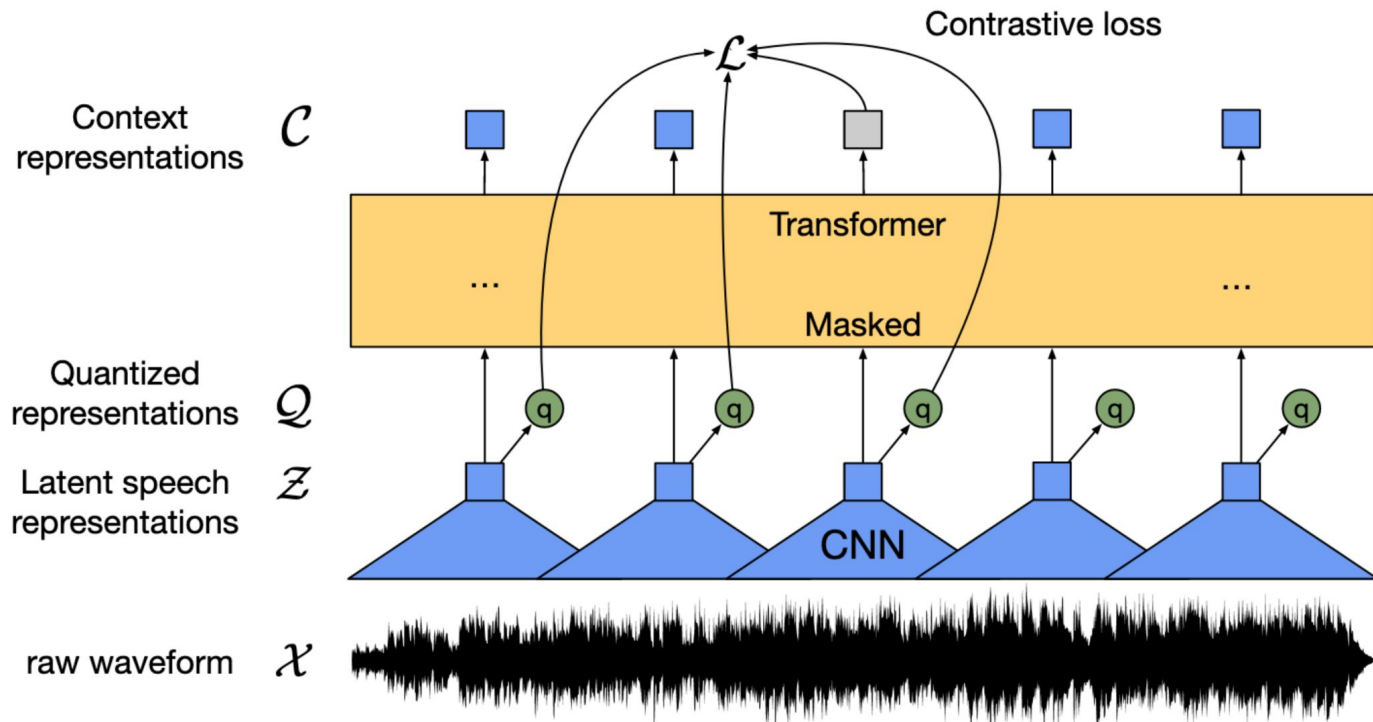 Contrastive loss
ℒ
Context
representations
𝒞
Transformer
...
...
Masked
Quantized
representations
𝒬
q
q
q
q
q
Latent speech
representations
𝒵
CNN
raw waveform
𝒳